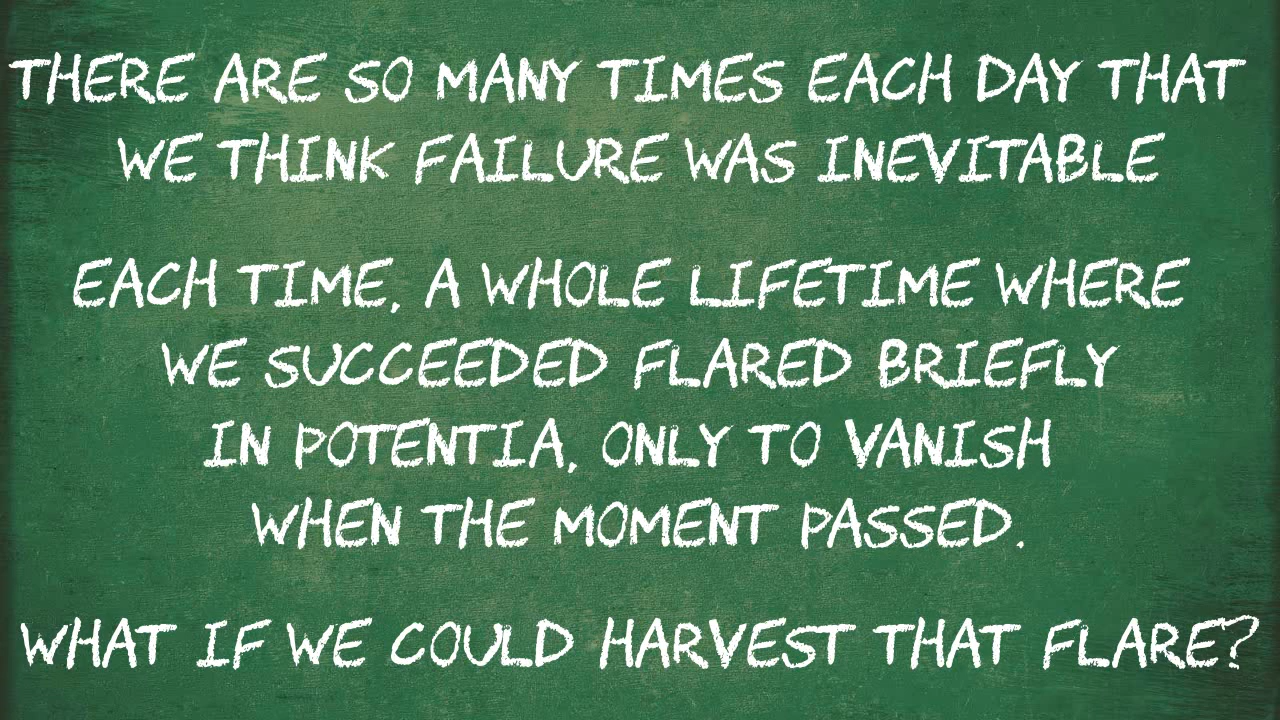 THERE ARE SO MANY TIMES EACH DAY THAT
WE THINK FAILURE WAS INEVITABLE
EACH TIME, A WHOLE LIFETIME WHERE
WE SUCCEEDED FLARED BRIEFLY
IN POTENTIA, ONLY TO VANISH
WHEN THE MOMENT PASSED.
WHAT IF WE COULD HARVEST THAT FLARE?